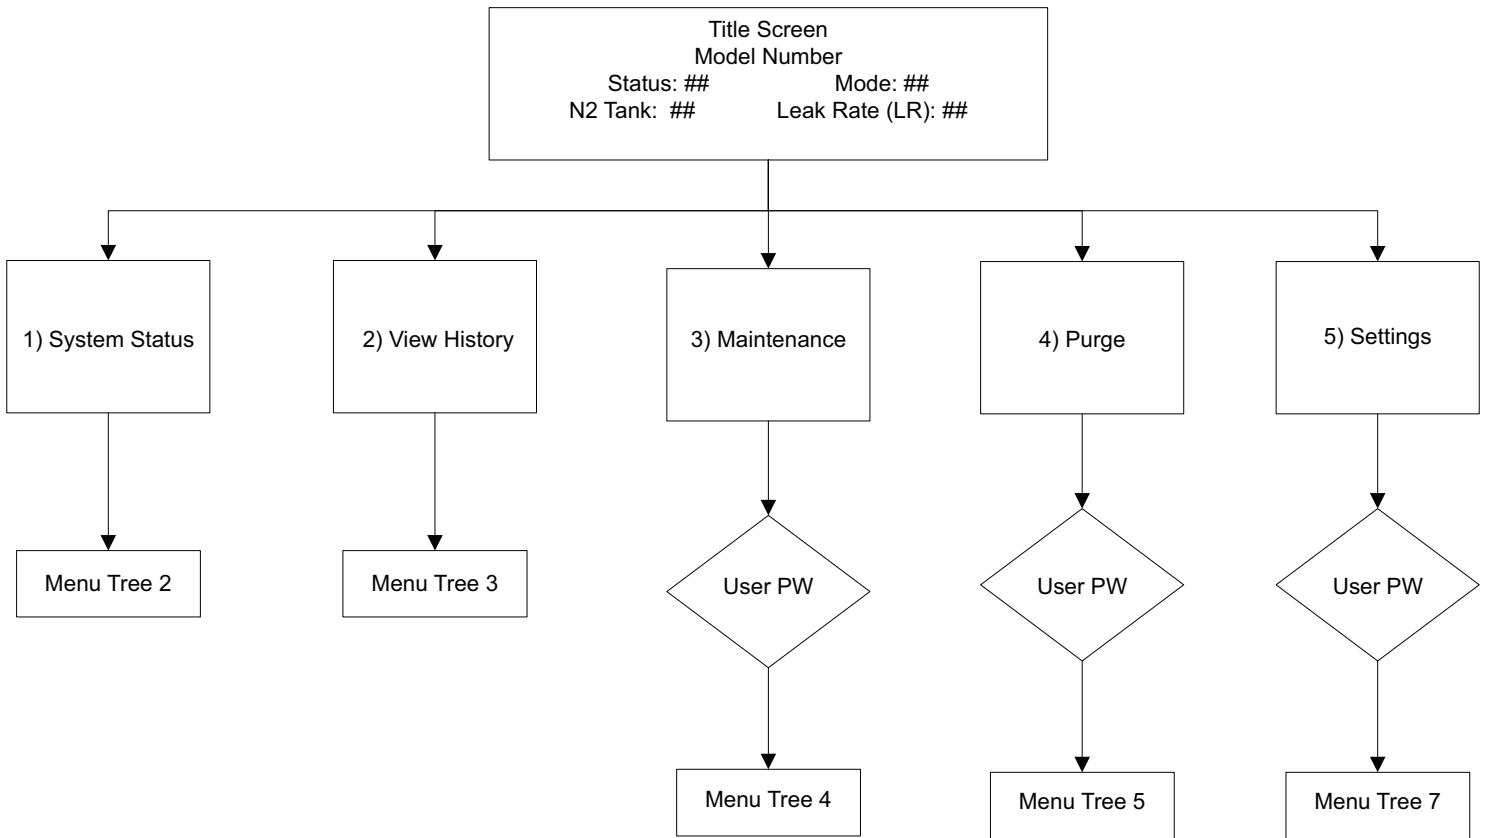 Title Screen
Model Number
Status: ## Mode: ##
N2 Tank: ## Leak Rate (LR): ##
1) System Status
2) View History
3) Maintenance
4) Purge
5) Settings
Menu Tree 2
Menu Tree 3
User PW
User PW
User PW
Menu Tree 4
Menu Tree 5
Menu Tree 7